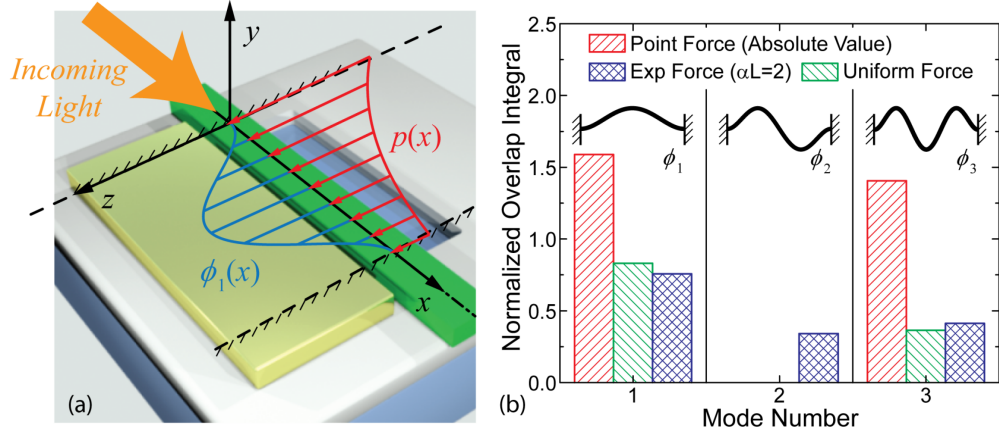 Incoming
Light
y
p(x)
z
ϕ₁(x)
x
(a)
Normalized Overlap Integral
2.5
2.0
1.5
1.0
0.5
0.0
Point Force (Absolute Value)
Exp Force (αL=2) Uniform Force
ϕ₁ ϕ₂ ϕ₃
1 2 3
Mode Number
(b)